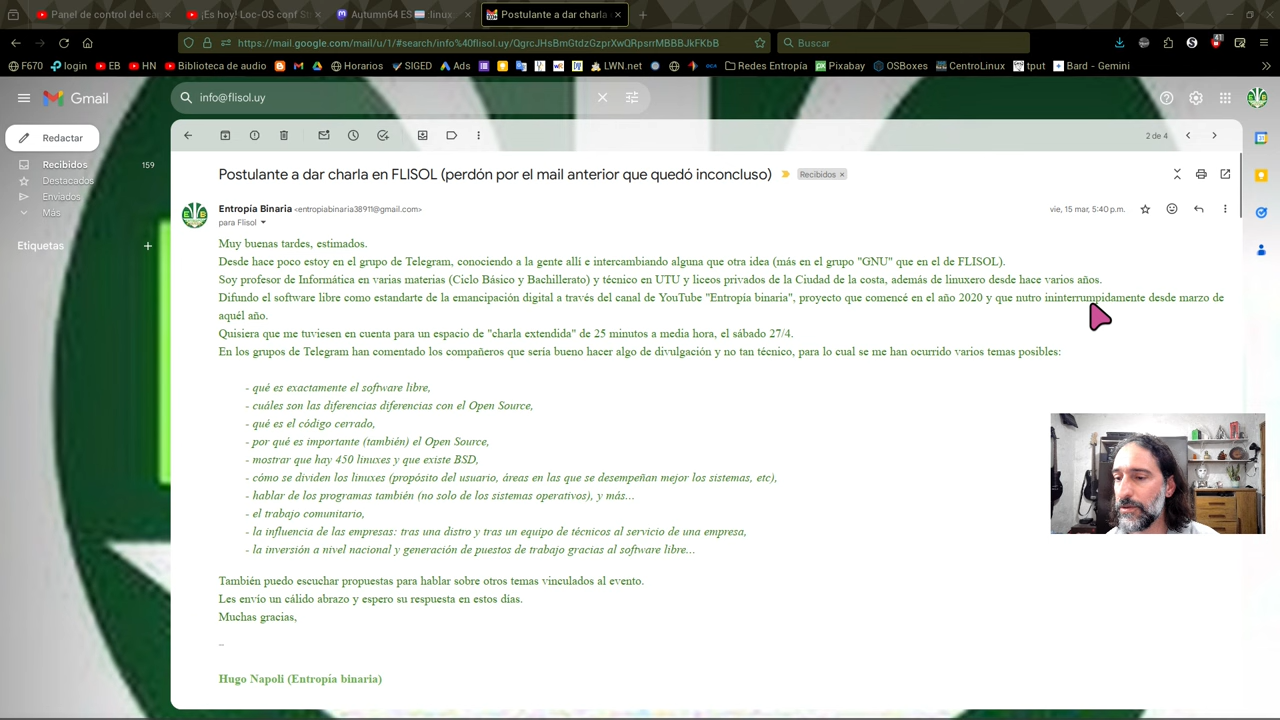 Panel de control del ca
¡Es hoy! Loc-OS conf S
Autumn64 ES :linux:
Postulante a dar charla
https://mail.google.com/mail/u/1/#search/info%40flisol.uy/QgrcJHsBmGtdzGzprXwQRpsrrMBBBJkFKbB
Buscar
41
F670
login
EB
HN
Biblioteca de audio
Horarios
SIGED
Ads
LWN.net
Redes Entropía
Pixabay
OSBoxes
CentroLinux
tput
Bard - Gemini
Gmail
info@flisol.uy
Redactar
2 de 4
Recibidos
159
Destacados
Enviados
Más
Etiquetas
Postulante a dar charla en FLISOL (perdón por el mail anterior que quedó inconcluso)
Recibidos x
Entropía Binaria <entropiabinaria38911@gmail.com>
vie, 15 mar, 5:40 p.m.
para Flisol
Muy buenas tardes, estimados.
Desde hace poco estoy en el grupo de Telegram, conociendo a la gente allí e intercambiando alguna que otra idea (más en el grupo "GNU" que en el de FLISOL).
Soy profesor de Informática en varias materias (Ciclo Básico y Bachillerato) y técnico en UTU y liceos privados de la Ciudad de la costa, además de linuxero desde hace varios años.
Difundo el software libre como estandarte de la emancipación digital a través del canal de YouTube "Entropía binaria", proyecto que comencé en el año 2020 y que nutro ininterrumpidamente desde marzo de
aquél año.
Quisiera que me tuviesen en cuenta para un espacio de "charla extendida" de 25 minutos a media hora, el sábado 27/4.
En los grupos de Telegram han comentado los compañeros que sería bueno hacer algo de divulgación y no tan técnico, para lo cual se me han ocurrido varios temas posibles:
- qué es exactamente el software libre,
- cuáles son las diferencias diferencias con el Open Source,
- qué es el código cerrado,
- por qué es importante (también) el Open Source,
- mostrar que hay 450 linuxes y que existe BSD,
- cómo se dividen los linuxes (propósito del usuario, áreas en las que se desempeñan mejor los sistemas, etc),
- hablar de los programas también (no solo de los sistemas operativos), y más...
- el trabajo comunitario,
- la influencia de las empresas: tras una distro y tras un equipo de técnicos al servicio de una empresa,
- la inversión a nivel nacional y generación de puestos de trabajo gracias al software libre...
También puedo escuchar propuestas para hablar sobre otros temas vinculados al evento.
Les envío un cálido abrazo y espero su respuesta en estos días.
Muchas gracias,
--
Hugo Napoli (Entropía binaria)